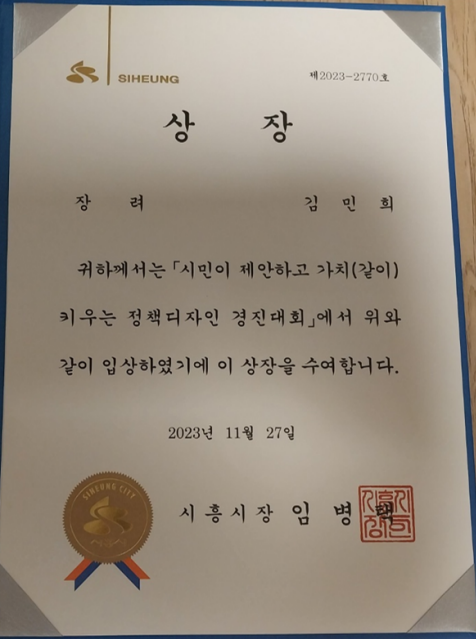 SIHEUNG
제2023-2770호
상 장
장 려 김 민 희
귀하께서는 「시민이 제안하고 가치(같이)
키우는 정책디자인 경진대회」에서 위와
같이 입상하였기에 이 상장을 수여합니다.
2023년 11월 27일
SIHEUNG CITY
시흥시장 임 병 택